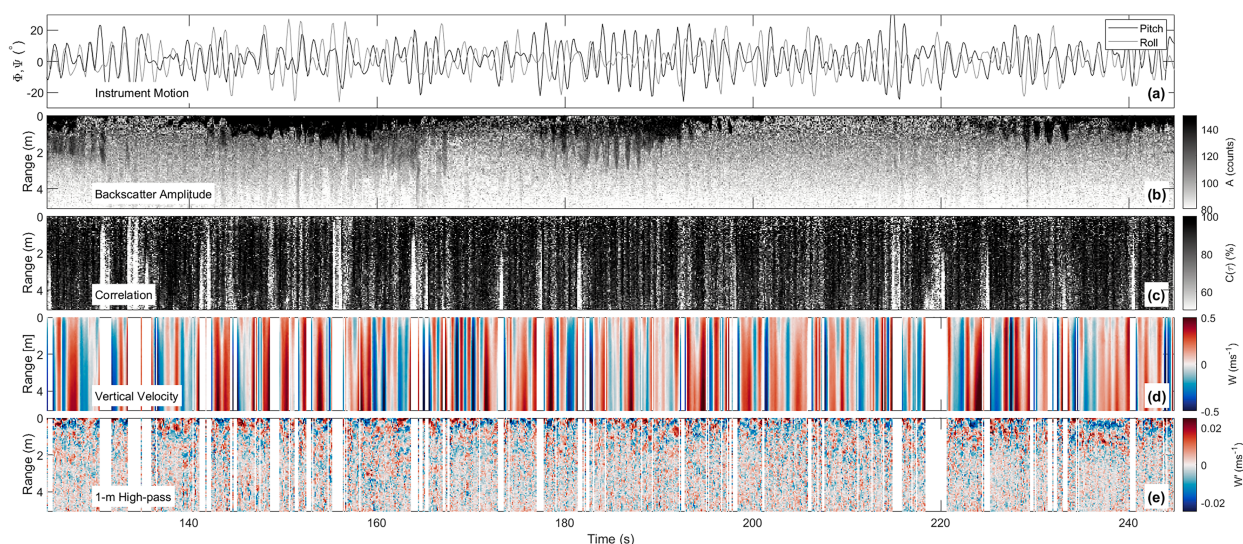 20
0
-20
Φ, Ψ (°)
Instrument Motion
Pitch
Roll
(a)
0
2
4
Range (m)
Backscatter Amplitude
(b)
140
120
100
80
A (counts)
0
2
4
Range (m)
Correlation
(c)
100
80
60
C(τ) (%)
0
2
4
Range [m)
Vertical Velocity
(d)
0.5
0
-0.5
W (ms⁻¹)
0
2
4
Range (m)
1-m High-pass
(e)
0.02
0
-0.02
W' (ms⁻¹)
140 160 180 200 220 240
Time (s)